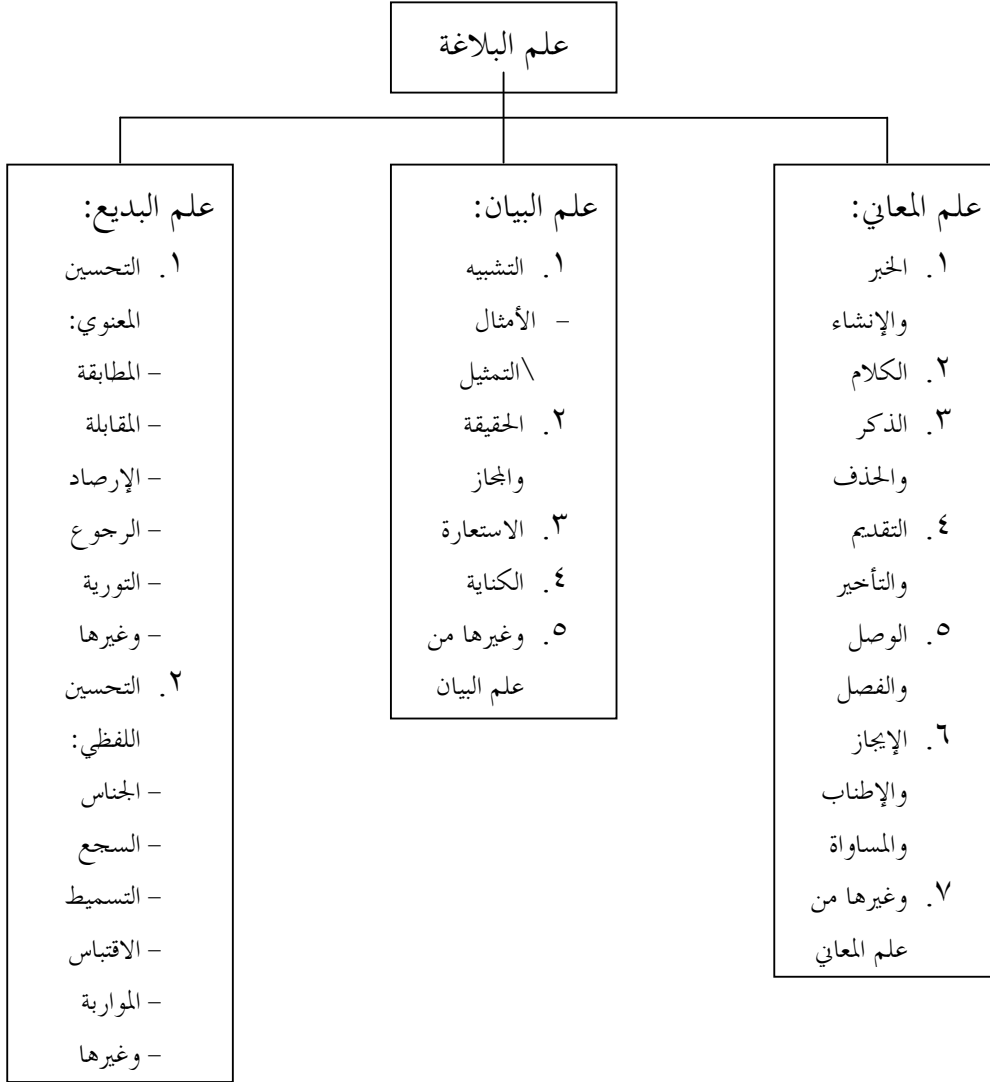 علم البلاغة
علم المعاني:
١. الخبر
والإنشاء
٢. الكلام
٣. الذكر
والحذف
٤. التقديم
والتأخير
٥. الوصل
والفصل
٦. الإيجاز
والإطناب
والمساواة
٧. وغيرها من
علم المعاني
علم البيان:
١. التشبيه
– الأمثال
\التمثيل
٢. الحقيقة
والمجاز
٣. الاستعارة
٤. الكناية
٥. وغيرها من
علم البيان
علم البديع:
١. التحسين
المعنوي:
– المطابقة
– المقابلة
– الإرصاد
– الرجوع
– التورية
– وغيرها
٢. التحسين
اللفظي:
– الجناس
– السجع
– التسميط
– الاقتباس
– المواربة
– وغيرها